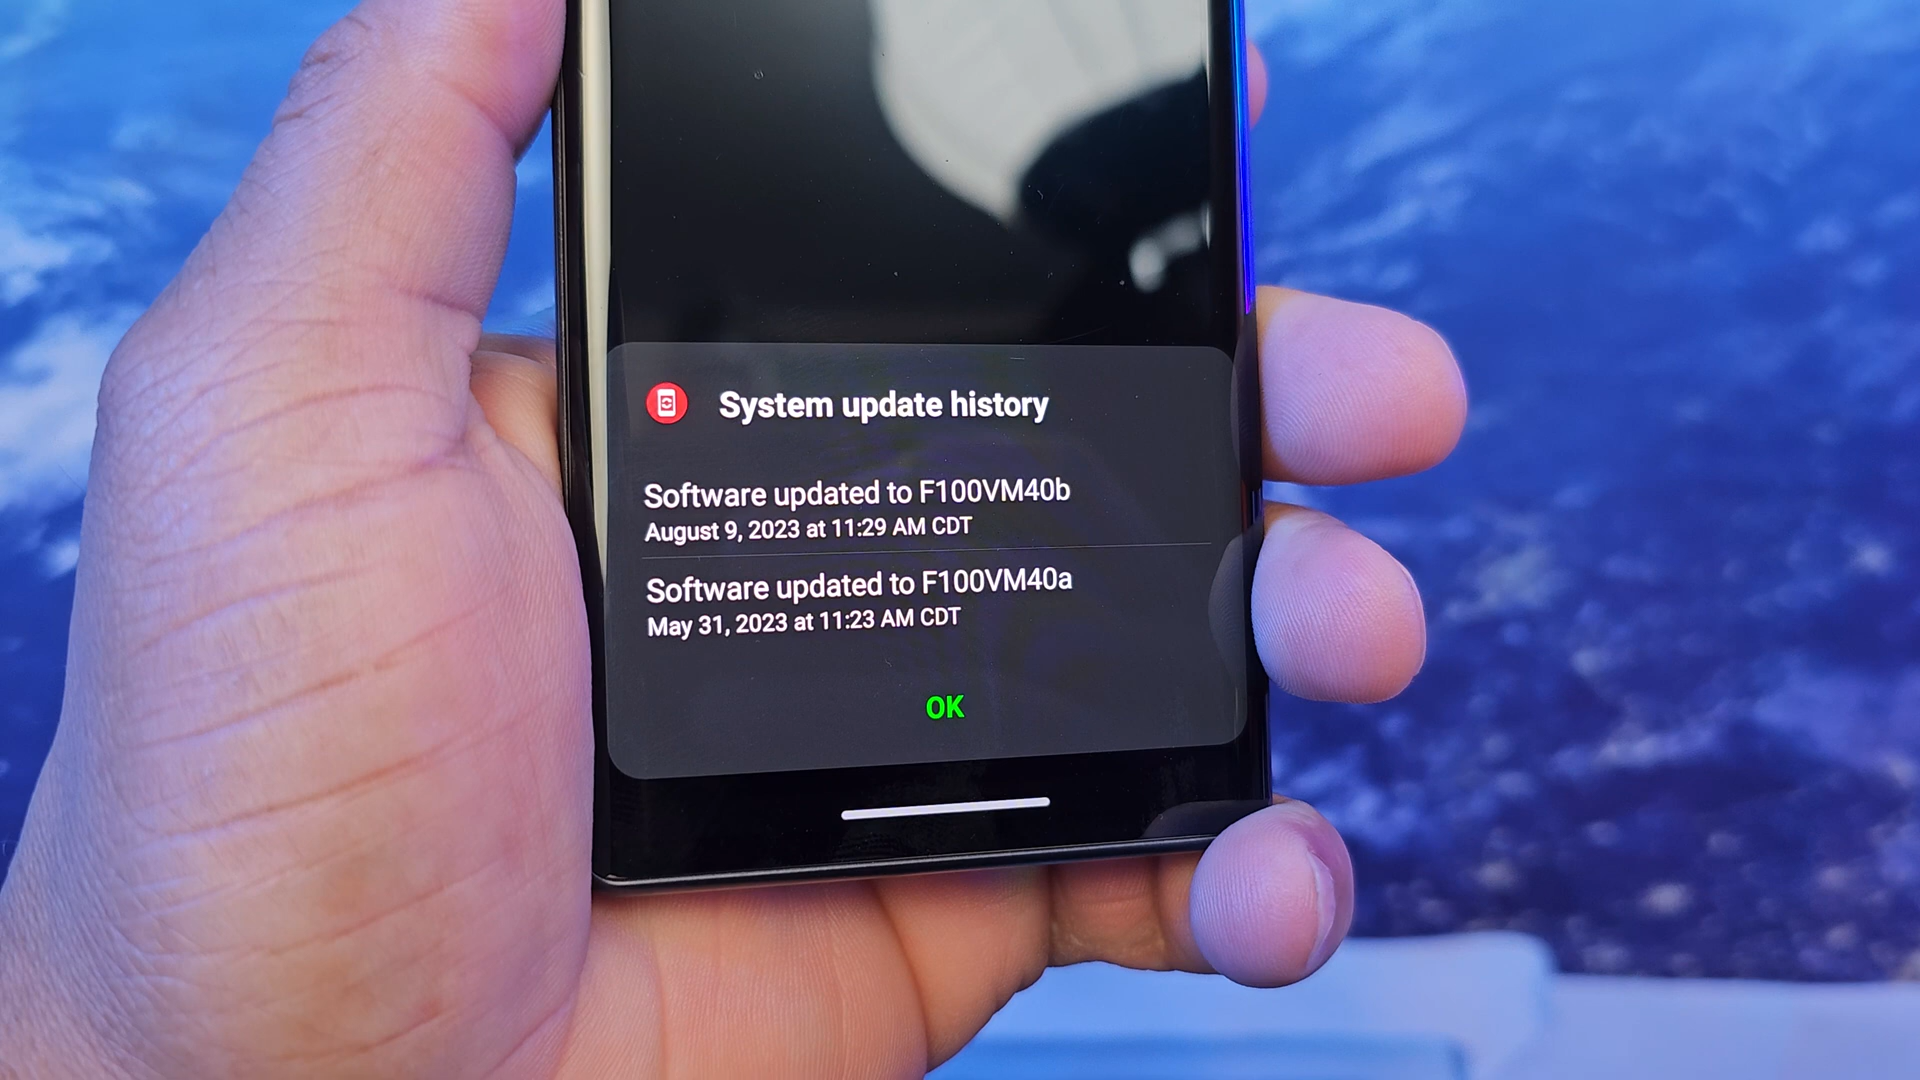 System update history
Software updated to F100VM40b
August 9, 2023 at 11:29 AM CDT
Software updated to F100VM40a
May 31, 2023 at 11:23 AM CDT
OK